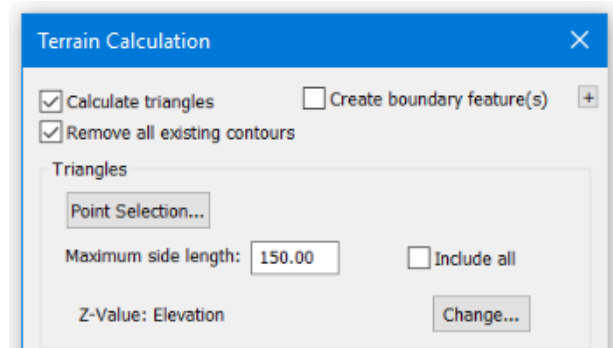 Terrain Calculation
Calculate triangles
Create boundary feature(s) +
Remove all existing contours
Triangles
Point Selection...
Maximum side length: 150.00
Include all
Z-Value: Elevation
Change...